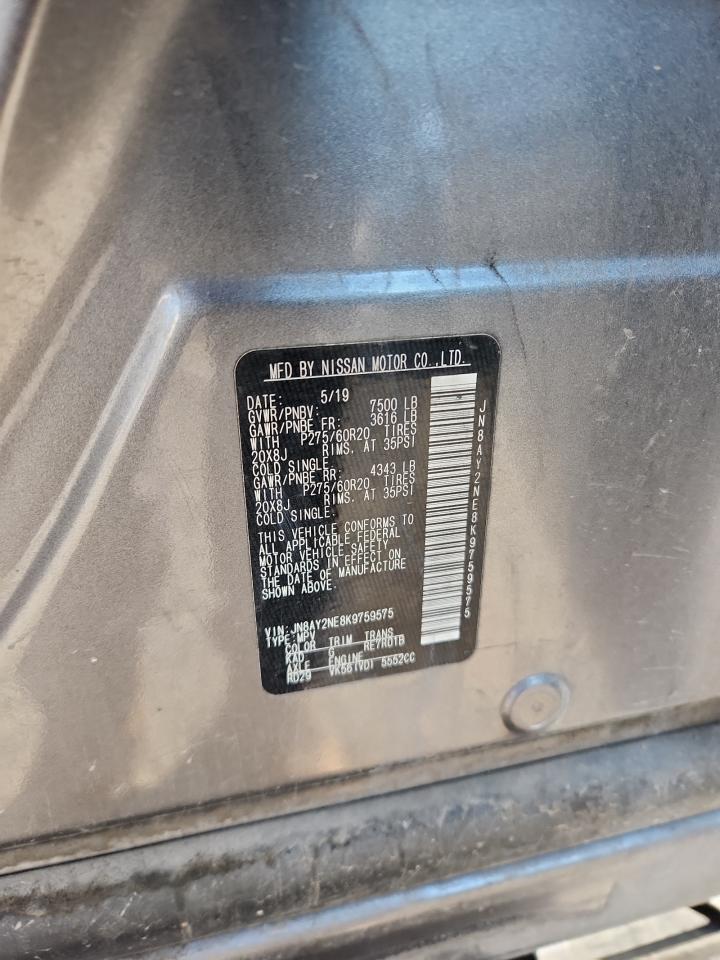 MFD BY NISSAN MOTOR CO.,LTD.
DATE: 5/19
GVWR/PNBV: 7500 LB
GAWR/PNBE FR: 3616 LB
WITH P275/60R20 TIRES
20X8J RIMS. AT 35PSI
COLD SINGLE.
GAWR/PNBE RR: 4343 LB
WITH P275/60R20 TIRES
20X8J RIMS. AT 35PSI
COLD SINGLE.
THIS VEHICLE CONFORMS TO
ALL APPLICABLE FEDERAL
MOTOR VEHICLE SAFETY
STANDARDS IN EFFECT ON
THE DATE OF MANUFACTURE
SHOWN ABOVE.
VIN: JN8AY2NE8K9759575
TYPE: MPV
COLOR TRIM TRANS
KAD G RE7R01B
AXLE ENGINE
RD29 VK56(VD) 5552CC
JN8AY2NE8K9759575